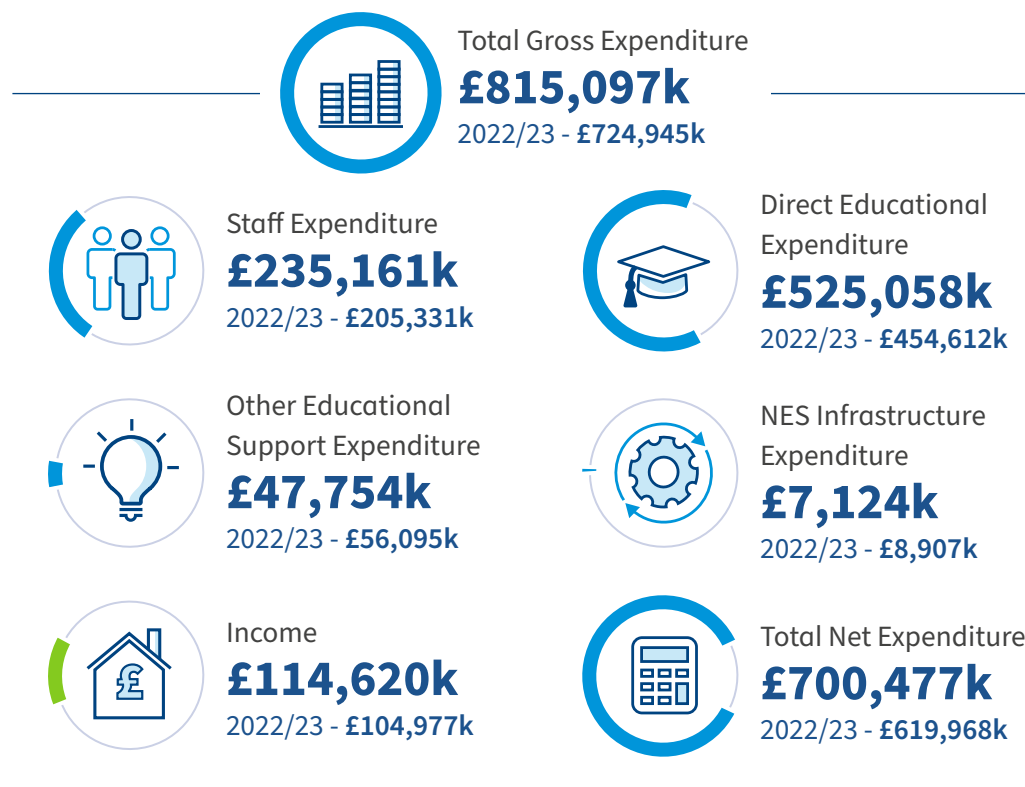 Total Gross Expenditure
£815,097k
2022/23 - £724,945k
Staff Expenditure
£235,161k
2022/23 - £205,331k
Direct Educational
Expenditure
£525,058k
2022/23 - £454,612k
Other Educational
Support Expenditure
£47,754k
2022/23 - £56,095k
NES Infrastructure
Expenditure
£7,124k
2022/23 - £8,907k
£
Income
£114,620k
2022/23 - £104,977k
Total Net Expenditure
£700,477k
2022/23 - £619,968k